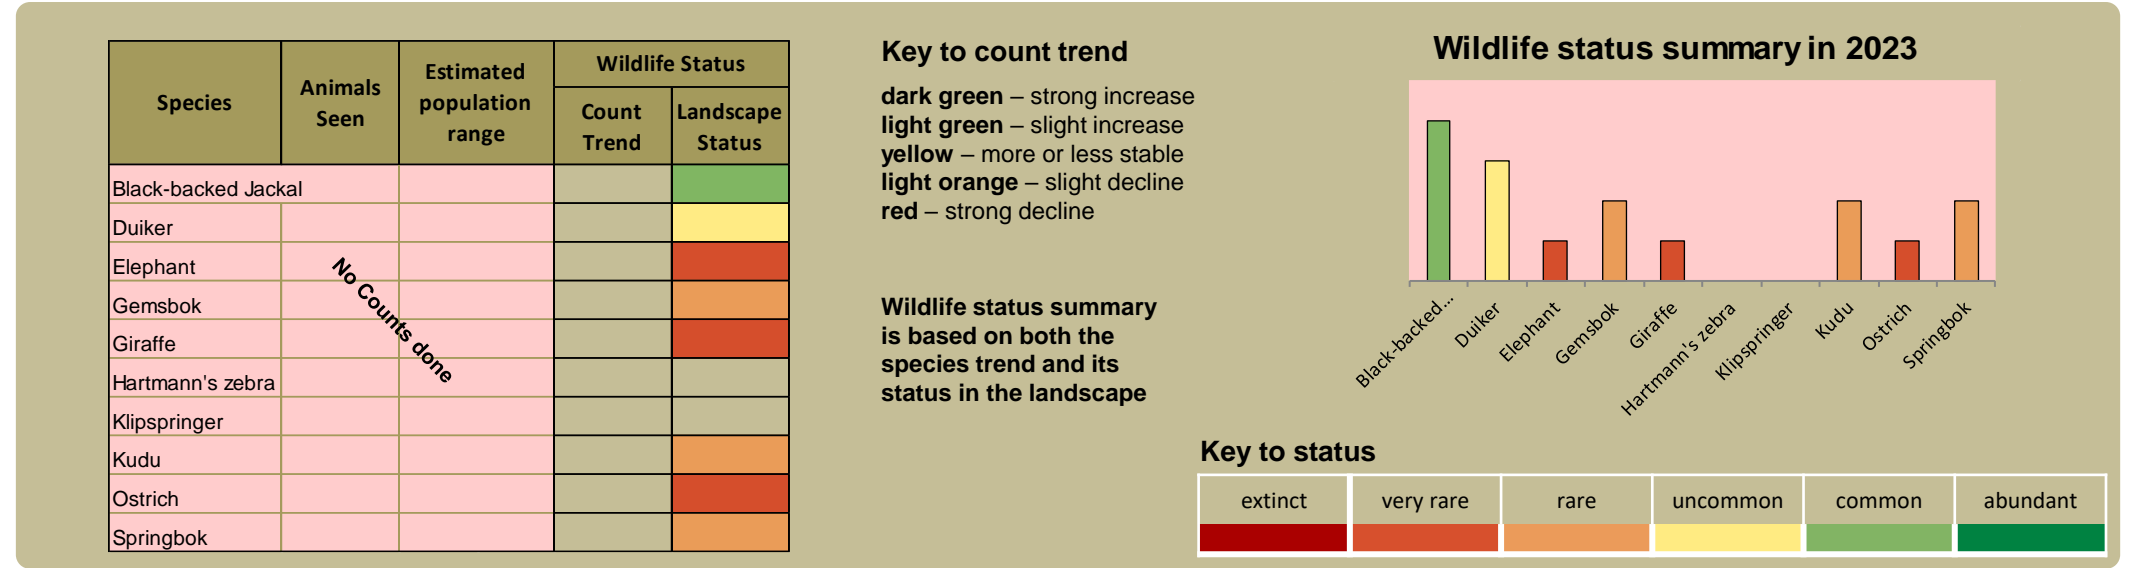 Species
Animals
Seen
Estimated
population
range
Wildlife Status
Count
Trend
Landscape
Status
Black-backed Jackal
Duiker
Elephant
Gemsbok
Giraffe
Hartmann's zebra
Klipspringer
Kudu
Ostrich
Springbok
No Counts done
Key to count trend
dark green – strong increase
light green – slight increase
yellow – more or less stable
light orange – slight decline
red – strong decline
Wildlife status summary
is based on both the
species trend and its
status in the landscape
Wildlife status summary in 2023
Black-backed...
Duiker
Elephant
Gemsbok
Giraffe
Hartmann's zebra
Klipspringer
Kudu
Ostrich
Springbok
Key to status
extinct
very rare
rare
uncommon
common
abundant